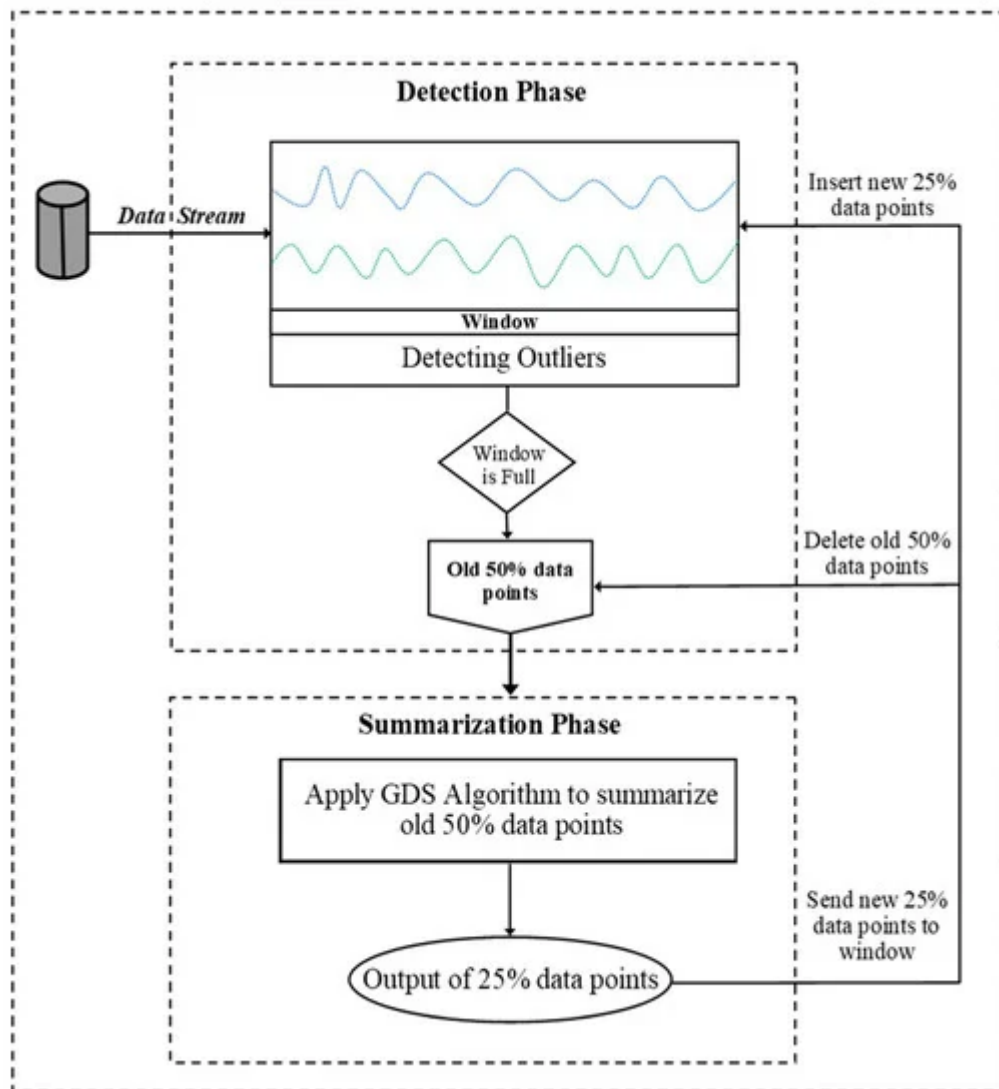 Detection Phase
Data Stream
Insert new 25%
data points
Window
Detecting Outliers
Window
is Full
Old 50% data
points
Delete old 50%
data points
Summarization Phase
Apply GDS Algorithm to summarize
old 50% data points
Send new 25%
data points to
window
Output of 25% data points